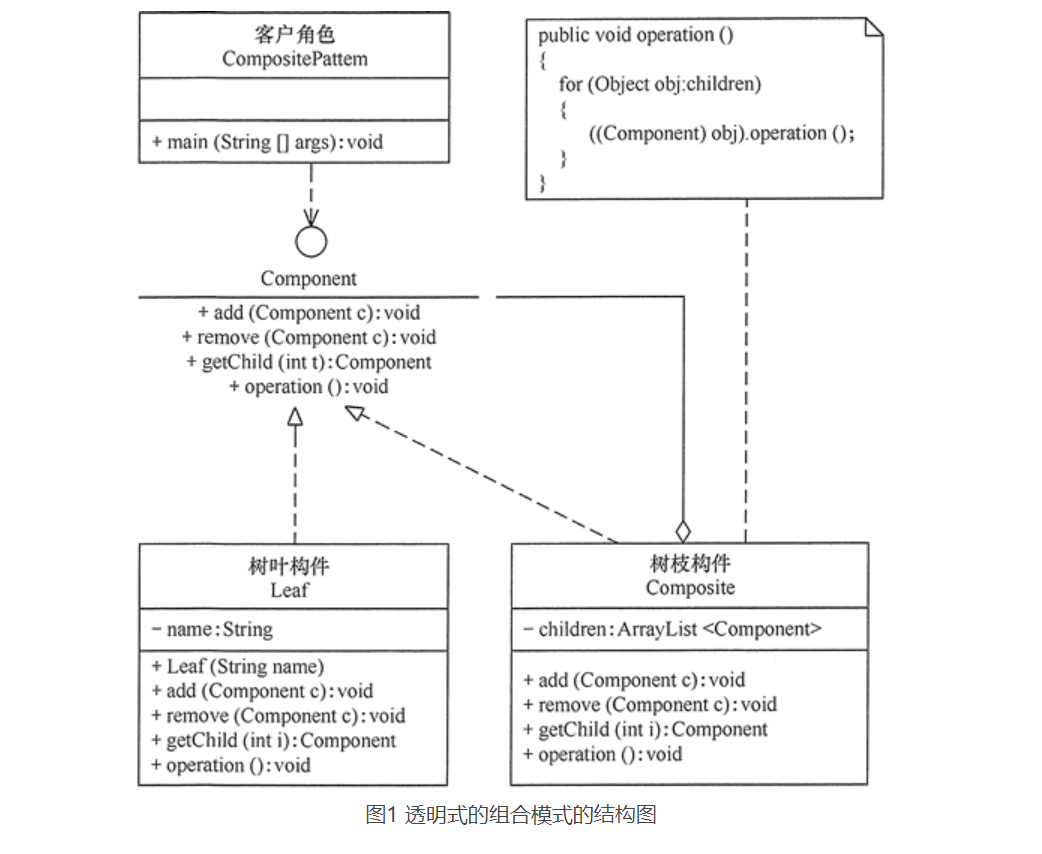 客户角色
CompositePattem
+ main (String [] args):void
public void operation ()
{
for (Object obj:children)
{
((Component) obj).operation ();
}
}
Component
+ add (Component c):void
+ remove (Component c):void
+ getChild (int t):Component
+ operation ():void
树叶构件
Leaf
− name:String
+ Leaf (String name)
+ add (Component c):void
+ remove (Component c):void
+ getChild (int i):Component
+ operation ():void
树枝构件
Composite
− children:ArrayList <Component>
+ add (Component c):void
+ remove (Component c):void
+ getChild (int i):Component
+ operation ():void
图1 透明式的组合模式的结构图